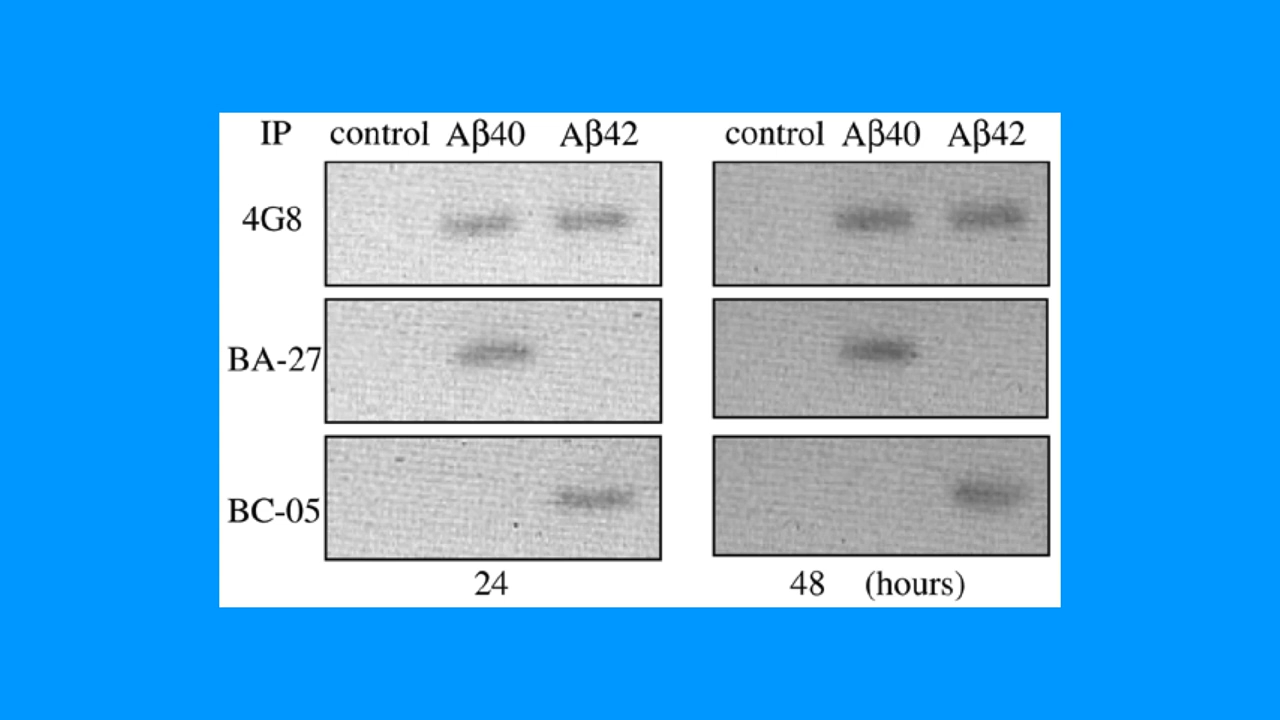 IP control Aβ40 Aβ42 control Aβ40 Aβ42
4G8
BA-27
BC-05
24 48 (hours)